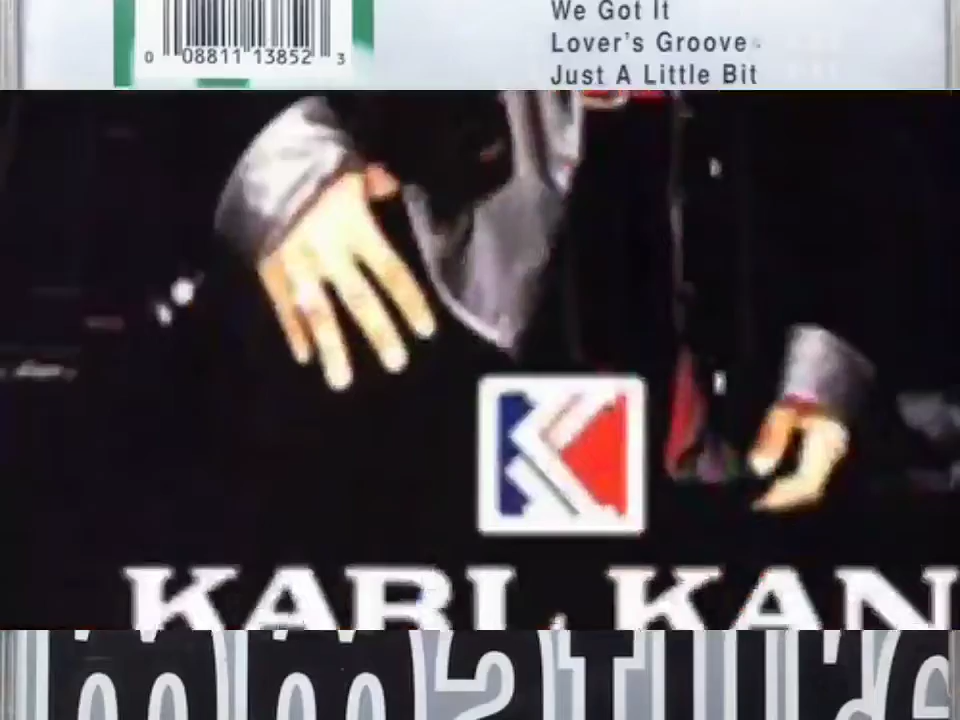 We Got It
Lover's Groove
Just A Little Bit
0 08811 13852 3
KARL KAN